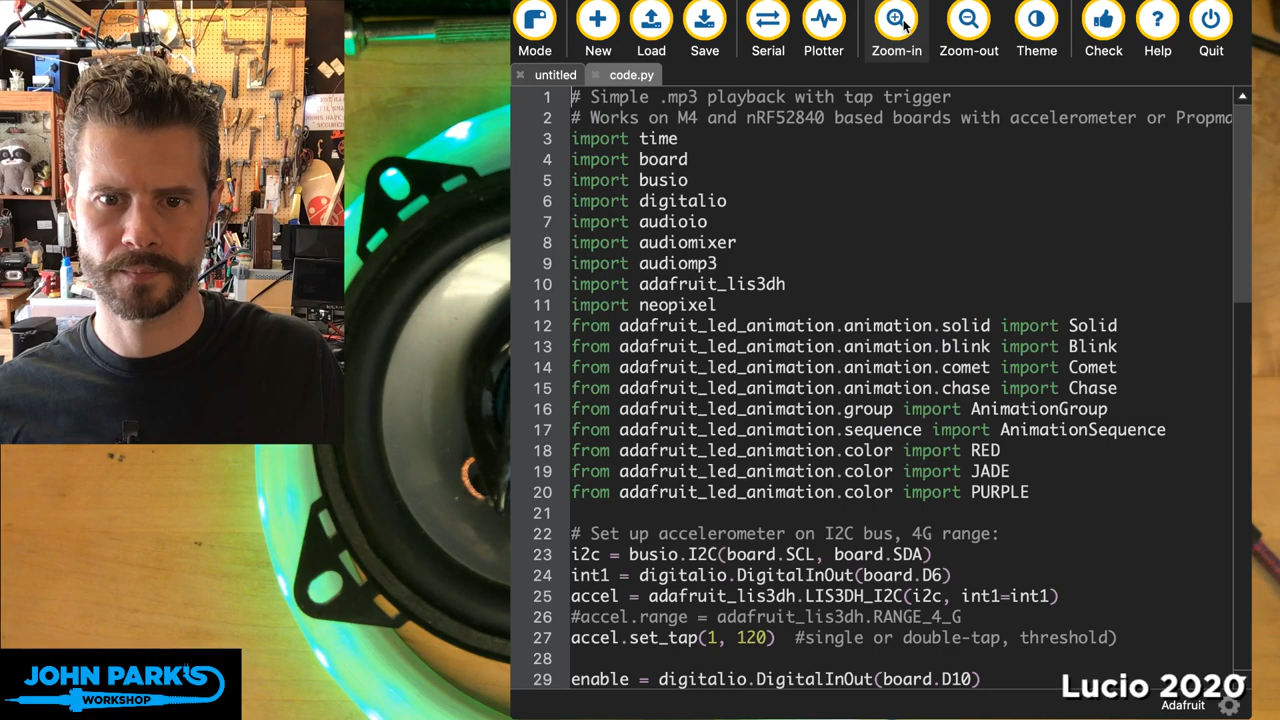 Mode
New
Load
Save
Serial
Plotter
Zoom-in
Zoom-out
Theme
Check
Help
Quit
untitled
code.py
1 # Simple .mp3 playback with tap trigger
2 # Works on M4 and nRF52840 based boards with accelerometer or Propma
3 import time
4 import board
5 import busio
6 import digitalio
7 import audioio
8 import audiomixer
9 import audiomp3
10 import adafruit_lis3dh
11 import neopixel
12 from adafruit_led_animation.animation.solid import Solid
13 from adafruit_led_animation.animation.blink import Blink
14 from adafruit_led_animation.animation.comet import Comet
15 from adafruit_led_animation.animation.chase import Chase
16 from adafruit_led_animation.group import AnimationGroup
17 from adafruit_led_animation.sequence import AnimationSequence
18 from adafruit_led_animation.color import RED
19 from adafruit_led_animation.color import JADE
20 from adafruit_led_animation.color import PURPLE
21
22 # Set up accelerometer on I2C bus, 4G range:
23 i2c = busio.I2C(board.SCL, board.SDA)
24 int1 = digitalio.DigitalInOut(board.D6)
25 accel = adafruit_lis3dh.LIS3DH_I2C(i2c, int1=int1)
26 #accel.range = adafruit_lis3dh.RANGE_4_G
27 accel.set_tap(1, 120)  #single or double-tap, threshold)
28
29 enable = digitalio.DigitalInOut(board.D10)
Lucio 2020
Adafruit
JOHN PARK'S
WORKSHOP